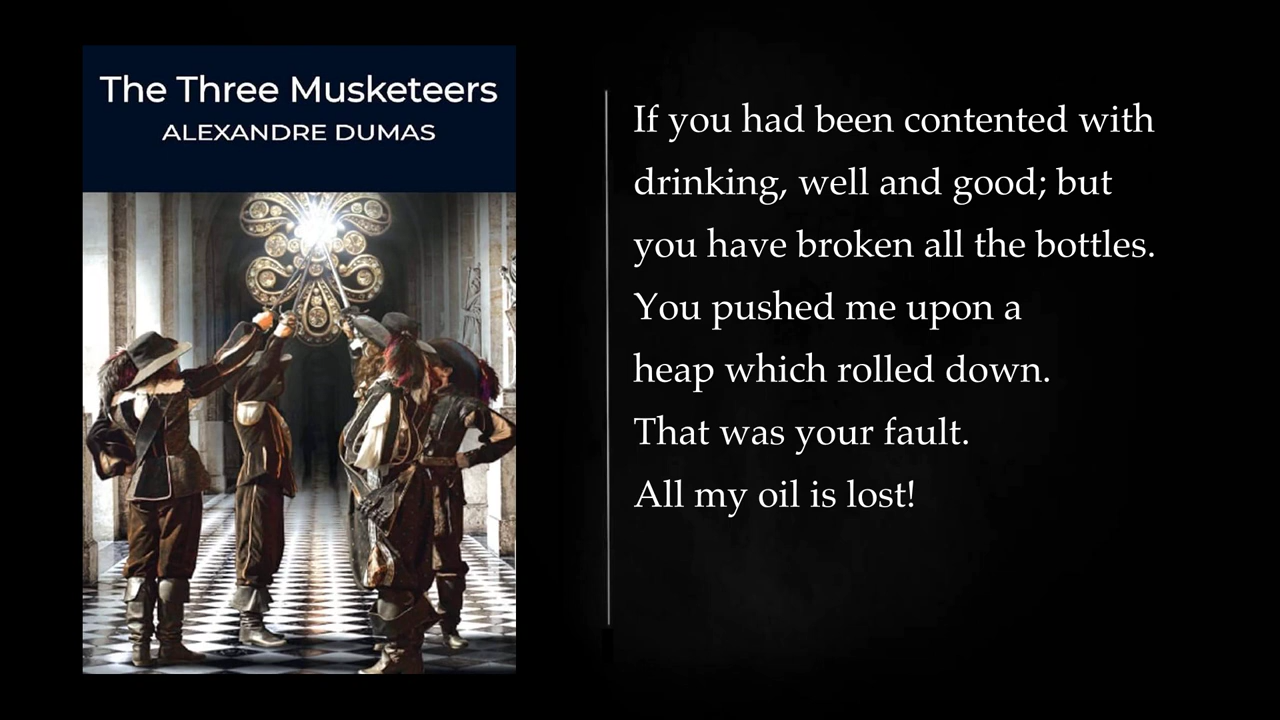 The Three Musketeers
ALEXANDRE DUMAS
If you had been contented with
drinking, well and good; but
you have broken all the bottles.
You pushed me upon a
heap which rolled down.
That was your fault.
All my oil is lost!